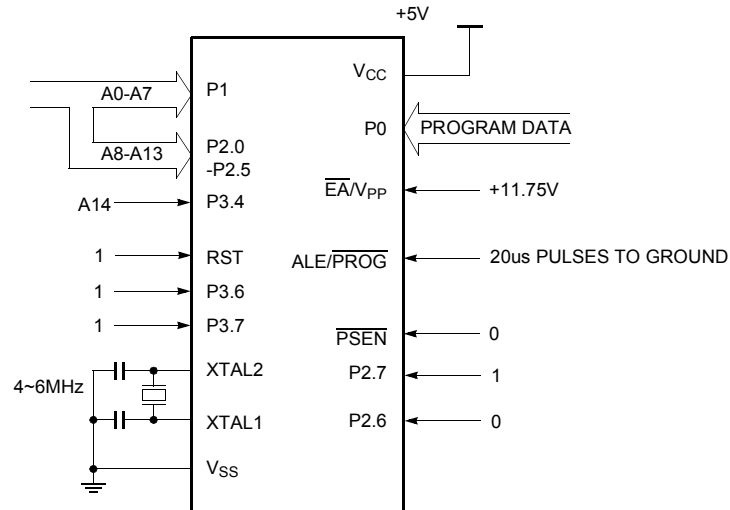 +5V
VCC
A0-A7
P1
P0
PROGRAM DATA
A8-A13
P2.0
-P2.5
EA/VPP
+11.75V
A14
P3.4
1
RST
ALE/PROG
20us PULSES TO GROUND
1
P3.6
1
P3.7
PSEN
0
XTAL2
P2.7
1
4~6MHz
XTAL1
P2.6
0
VSS